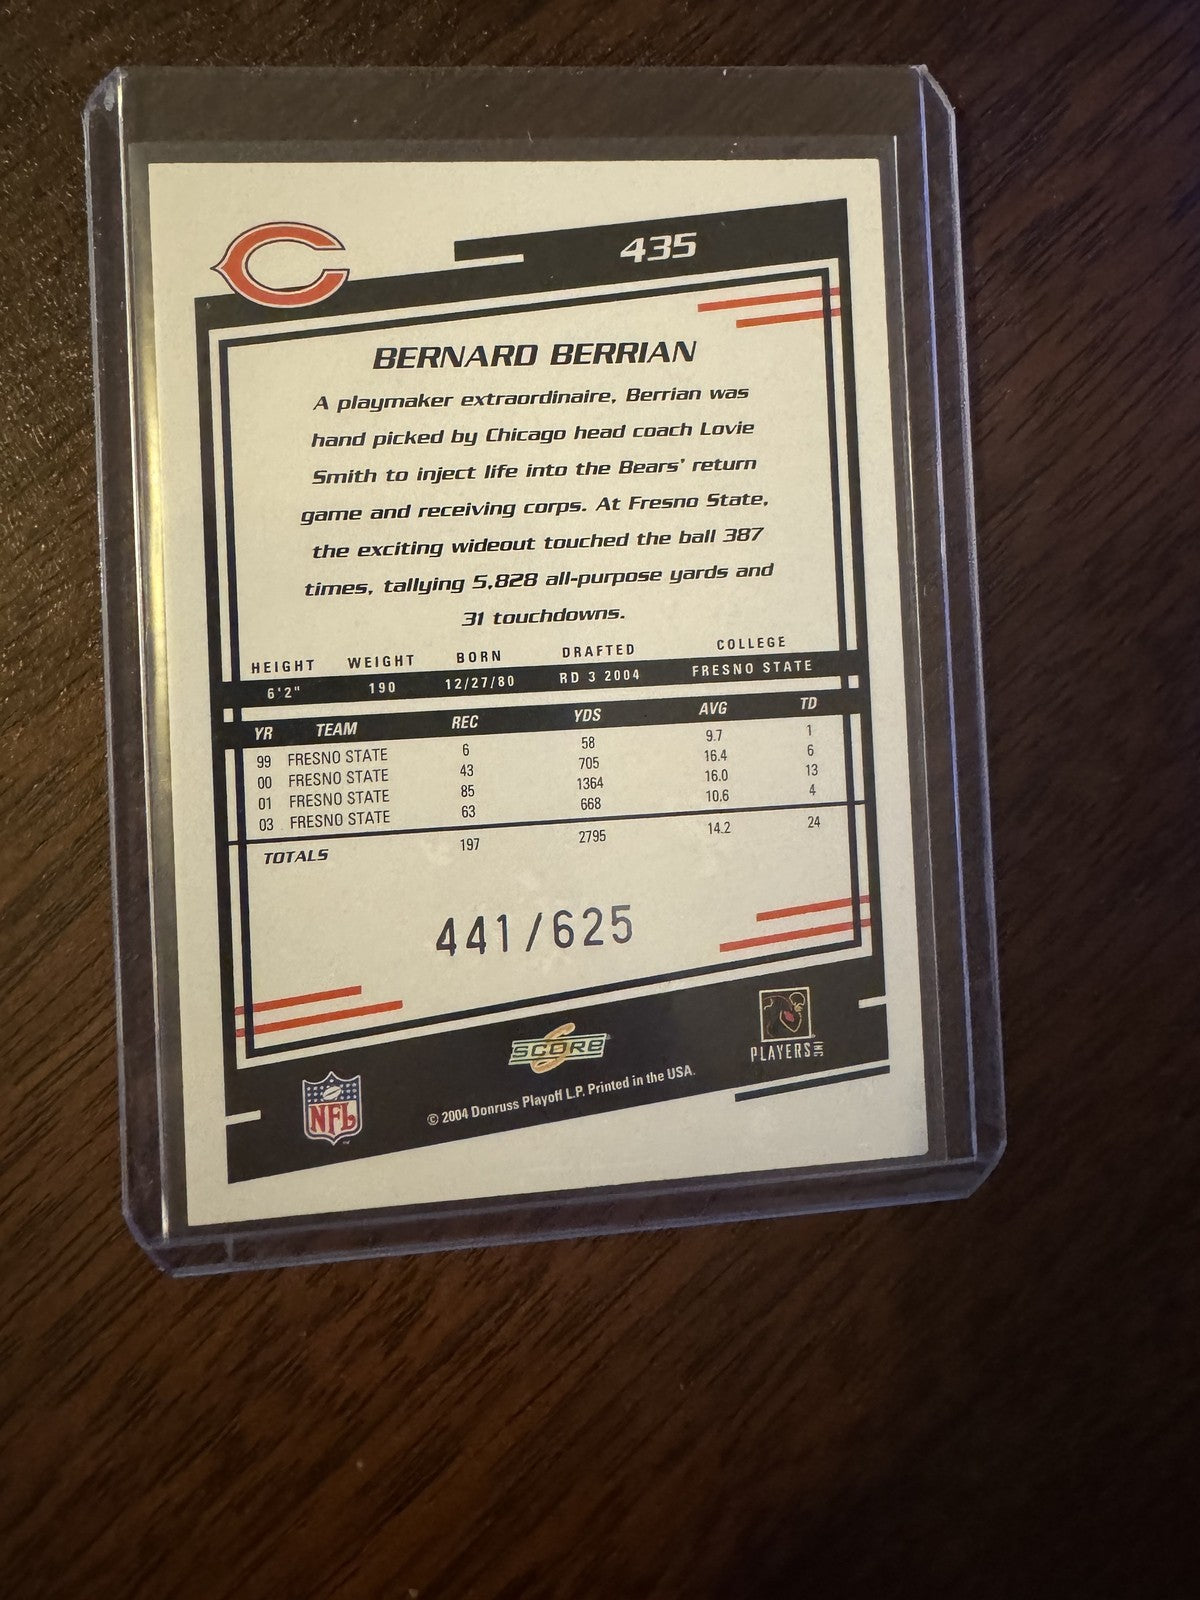 435
BERNARD BERRIAN
A playmaker extraordinaire, Berrian was
hand picked by Chicago head coach Lovie
Smith to inject life into the Bears' return
game and receiving corps. At Fresno State,
the exciting wideout touched the ball 387
times, tallying 5,828 all-purpose yards and
31 touchdowns.
HEIGHT WEIGHT BORN DRAFTED COLLEGE
6'2" 190 12/27/80 RD 3 2004 FRESNO STATE
YR TEAM REC YDS AVG TD
99 FRESNO STATE 6 58 9.7 1
00 FRESNO STATE 43 705 16.4 6
01 FRESNO STATE 85 1364 16.0 13
03 FRESNO STATE 63 668 10.6 4
TOTALS 197 2795 14.2 24
441/625
SCORE
PLAYERS INC
NFL
© 2004 Donruss Playoff L.P. Printed in the USA.